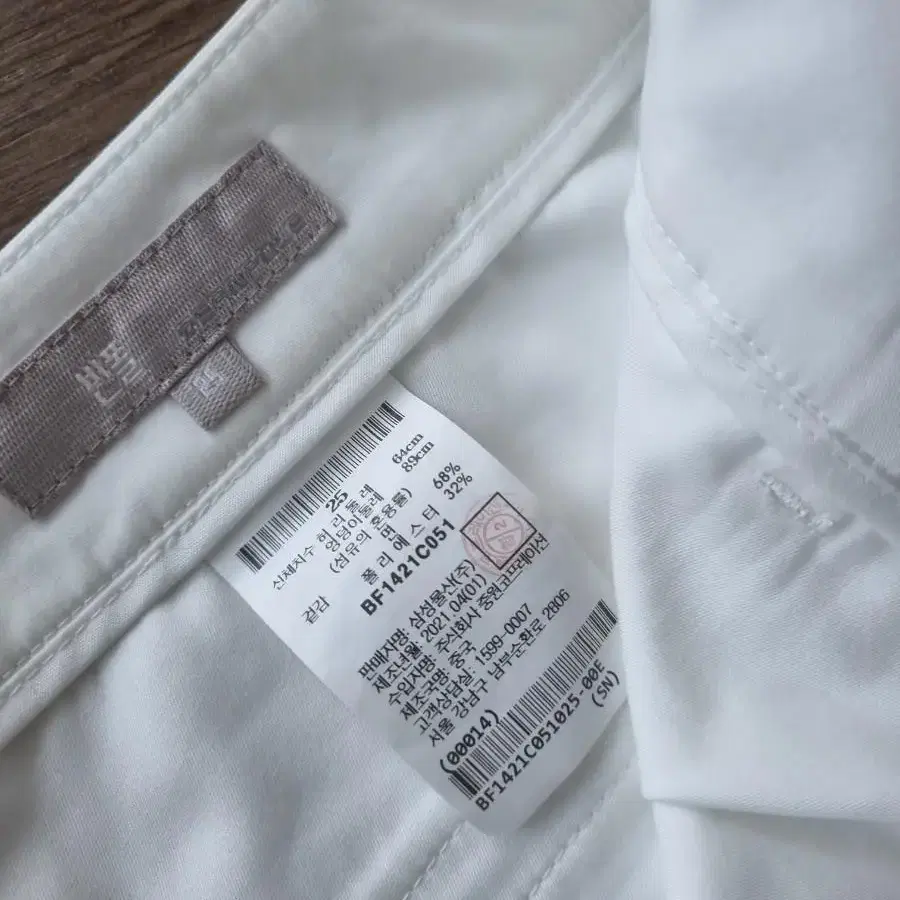 빈폴
BEANPOLE
25
25
신체치수 허리둘레 64cm
엉덩이둘레 89cm
(섬유의 혼용률)
겉감 면 68%
폴리에스터 32%
BF1421C051
판매자명: 삼성물산(주)
제조년월: 2021.04(01)
수입자명: 주식회사 중원코프레이션
제조국명: 중국
고객상담실: 1599-0007
서울 강남구 남부순환로 2806
(00014)
BF1421C051025-00E
(SN)